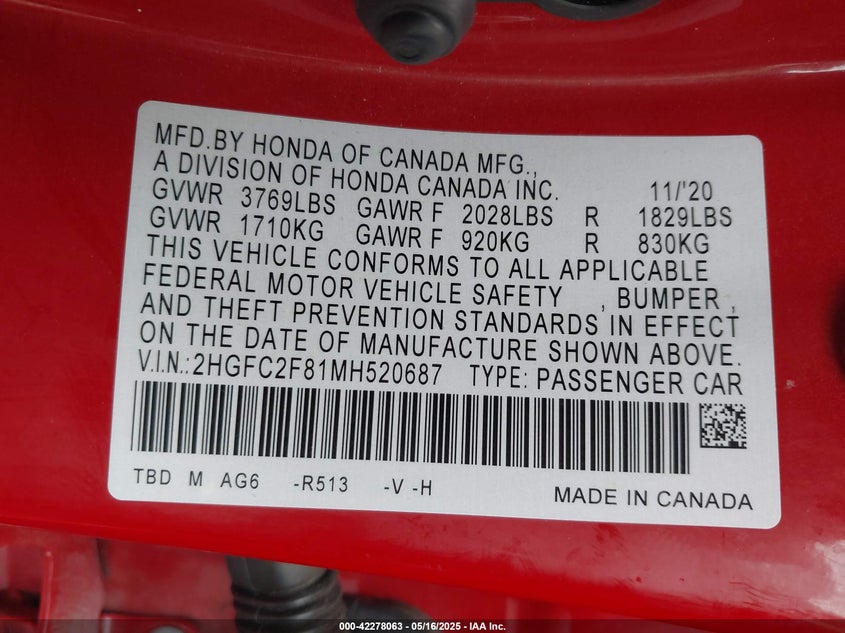 MFD.BY HONDA OF CANADA MFG.,
A DIVISION OF HONDA CANADA INC. 11/'20
GVWR 3769LBS GAWR F 2028LBS R 1829LBS
GVWR 1710KG GAWR F 920KG R 830KG
THIS VEHICLE CONFORMS TO ALL APPLICABLE
FEDERAL MOTOR VEHICLE SAFETY , BUMPER ,
AND THEFT PREVENTION STANDARDS IN EFFECT
ON THE DATE OF MANUFACTURE SHOWN ABOVE.
V.I.N.:2HGFC2F81MH520687 TYPE: PASSENGER CAR
TBD M AG6 -R513 -V -H
MADE IN CANADA
000-42278063 - 05/16/2025 - IAA Inc.